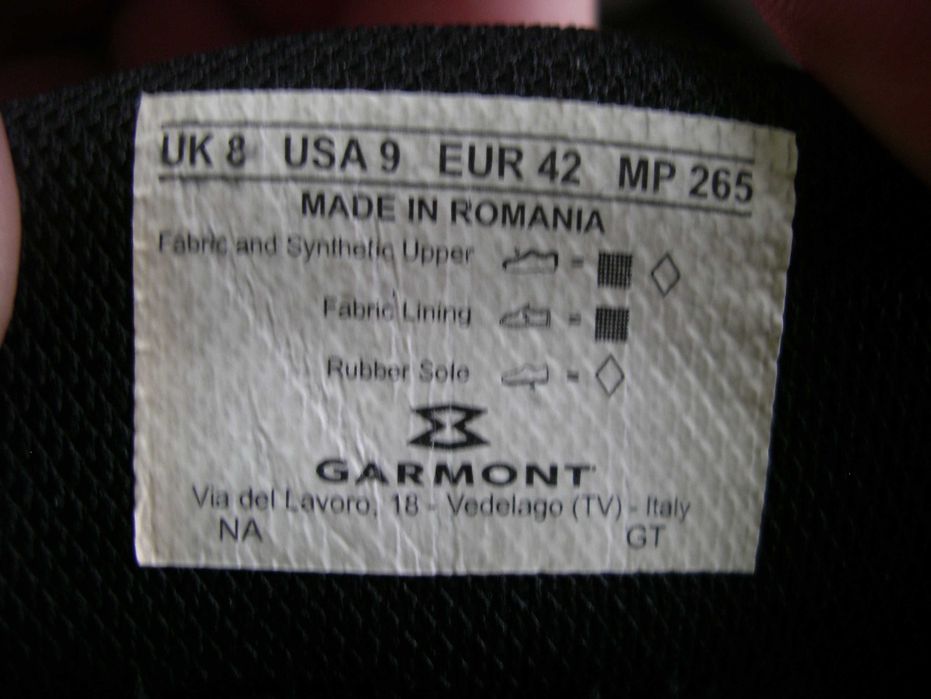 UK 8 USA 9 EUR 42 MP 265
MADE IN ROMANIA
Fabric and Synthetic Upper =
Fabric Lining =
Rubber Sole =
GARMONT
Via del Lavoro, 18 - Vedelago (TV) - Italy
NA GT